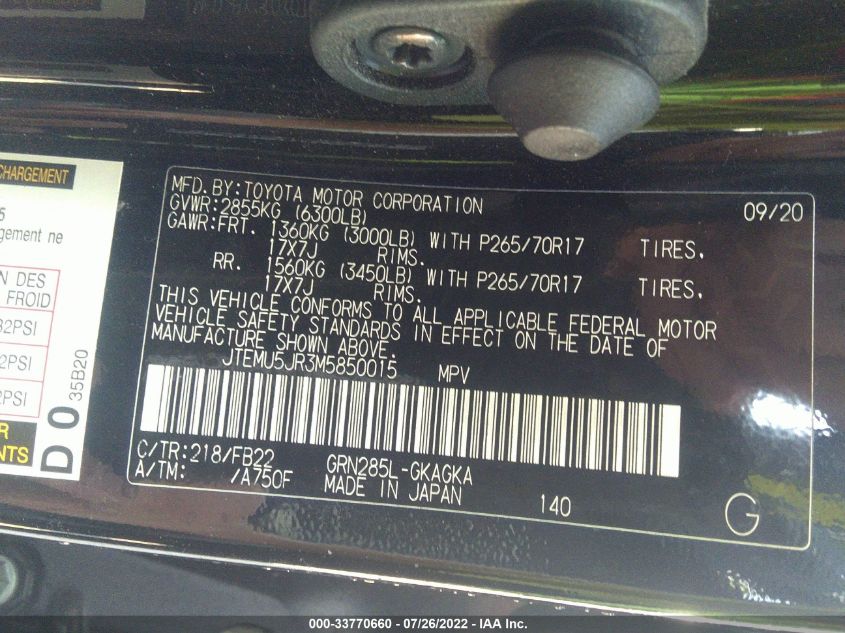 CHARGEMENT
5
gement ne
N DES
FROID
32PSI
2PSI
2PSI
R
NTS
D O 35B20
MFD. BY: TOYOTA MOTOR CORPORATION 09/20
GVWR: 2855KG (6300LB)
GAWR: FRT. 1360KG (3000LB) WITH P265/70R17 TIRES.
17X7J RIMS.
RR. 1560KG (3450LB) WITH P265/70R17 TIRES.
17X7J RIMS.
THIS VEHICLE CONFORMS TO ALL APPLICABLE FEDERAL MOTOR
VEHICLE SAFETY STANDARDS IN EFFECT ON THE DATE OF
MANUFACTURE SHOWN ABOVE.
JTEMU5JR3M5850015 MPV
C/TR: 218/FB22 GRN285L-GKAGKA
A/TM: /A750F MADE IN JAPAN 140 G
000-33770660 - 07/26/2022 - IAA Inc.